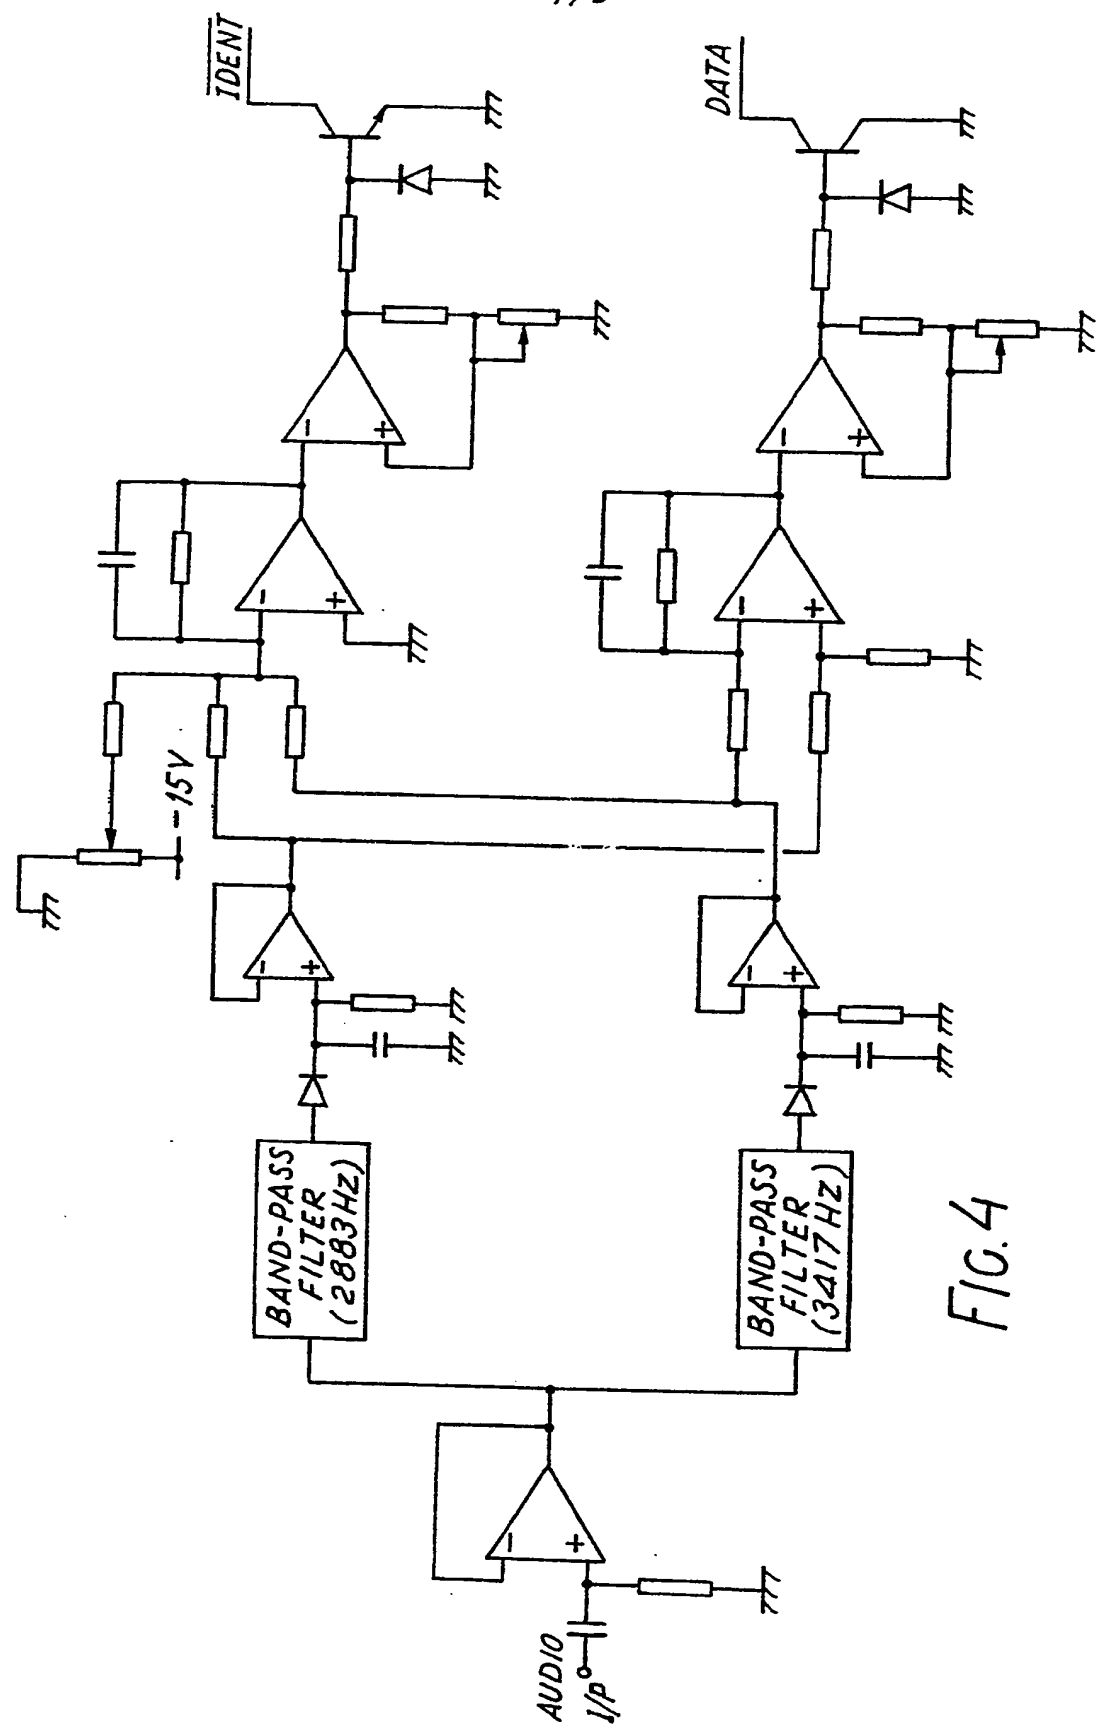 AUDIO
I/P
BAND-PASS
FILTER
(2883Hz)
BAND-PASS
FILTER
(3417Hz)
-15V
-
+
-
+
-
+
-
+
-
+
-
+
-
+
IDENT
DATA
FIG.4